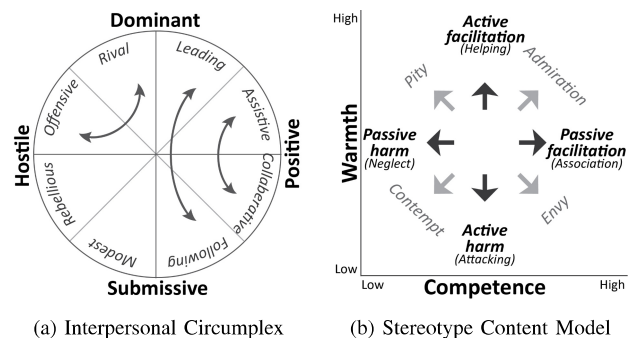 Dominant
Rival
Leading
Offensive
Assistive
Hostile
Positive
Rebellious
Collaborative
Modest
Following
Submissive
(a) Interpersonal Circumplex
High
Active
facilitation
(Helping)
Pity
Admiration
Warmth
Passive
harm
(Neglect)
Passive
facilitation
(Association)
Contempt
Envy
Active
harm
(Attacking)
Low
Low
Competence
High
(b) Stereotype Content Model